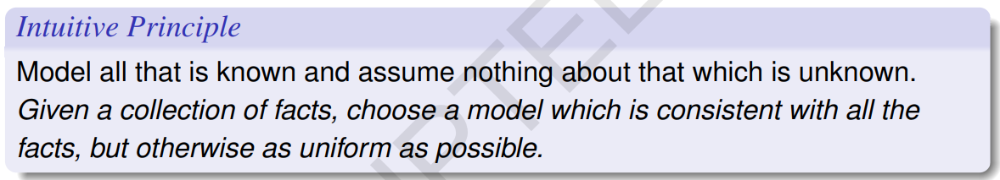 Intuitive Principle
Model all that is known and assume nothing about that which is unknown.
Given a collection of facts, choose a model which is consistent with all the
facts, but otherwise as uniform as possible.